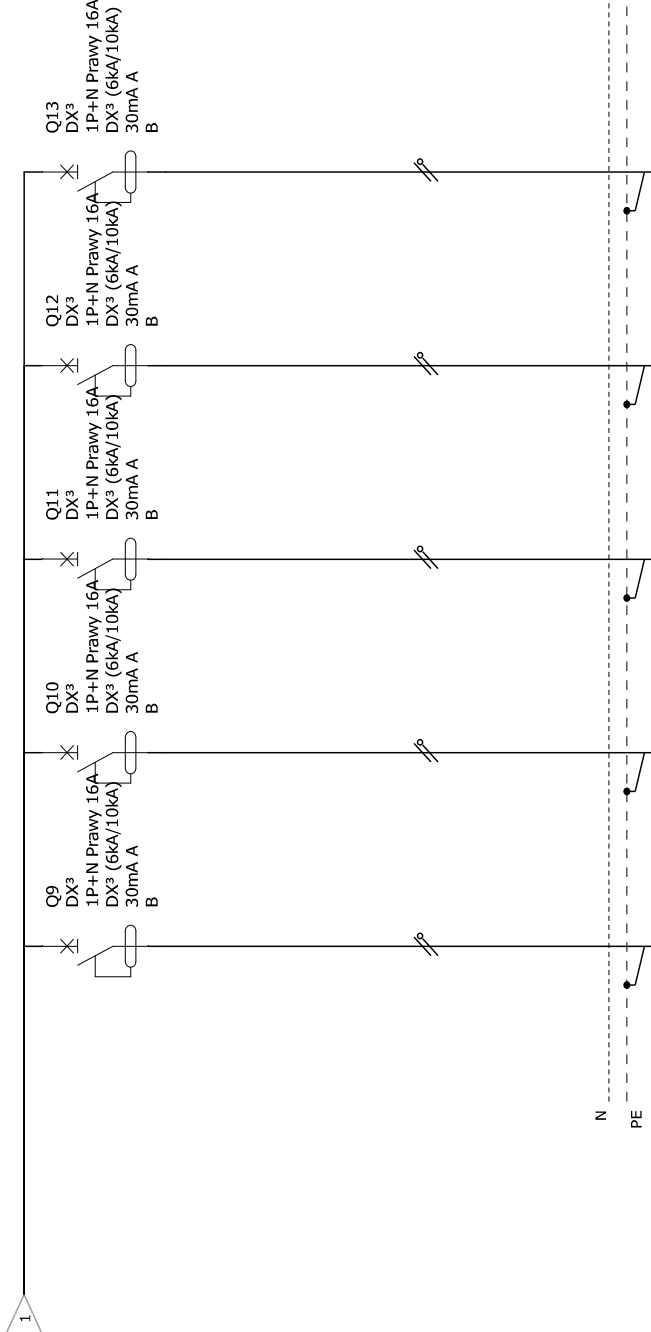 Q9
DX³
1P+N Prawy 16A
DX³ (6kA/10kA)
30mA A
B
Q10
DX³
1P+N Prawy 16A
DX³ (6kA/10kA)
30mA A
B
Q11
DX³
1P+N Prawy 16A
DX³ (6kA/10kA)
30mA A
B
Q12
DX³
1P+N Prawy 16A
DX³ (6kA/10kA)
30mA A
B
Q13
DX³
1P+N Prawy 16A
DX³ (6kA/10kA)
30mA A
B
1
N
PE